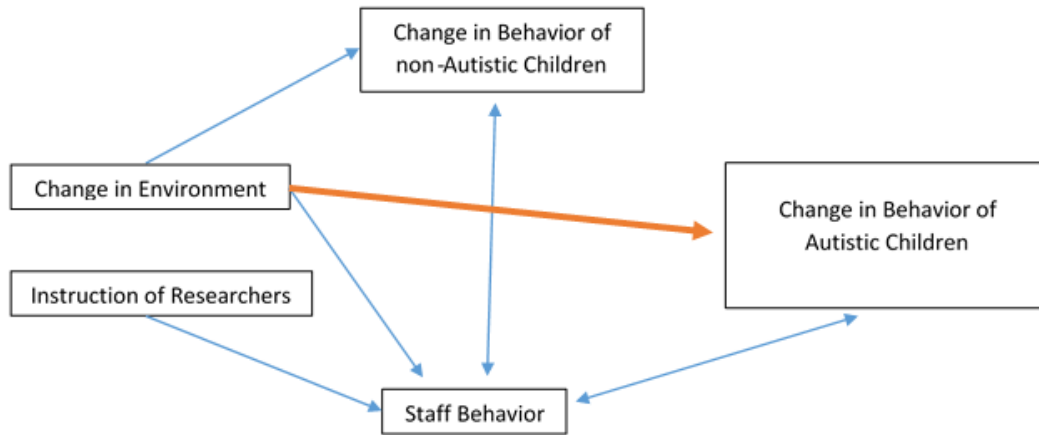 Change in Behavior of
non-Autistic Children
Change in Environment
Change in Behavior of
Autistic Children
Instruction of Researchers
Staff Behavior